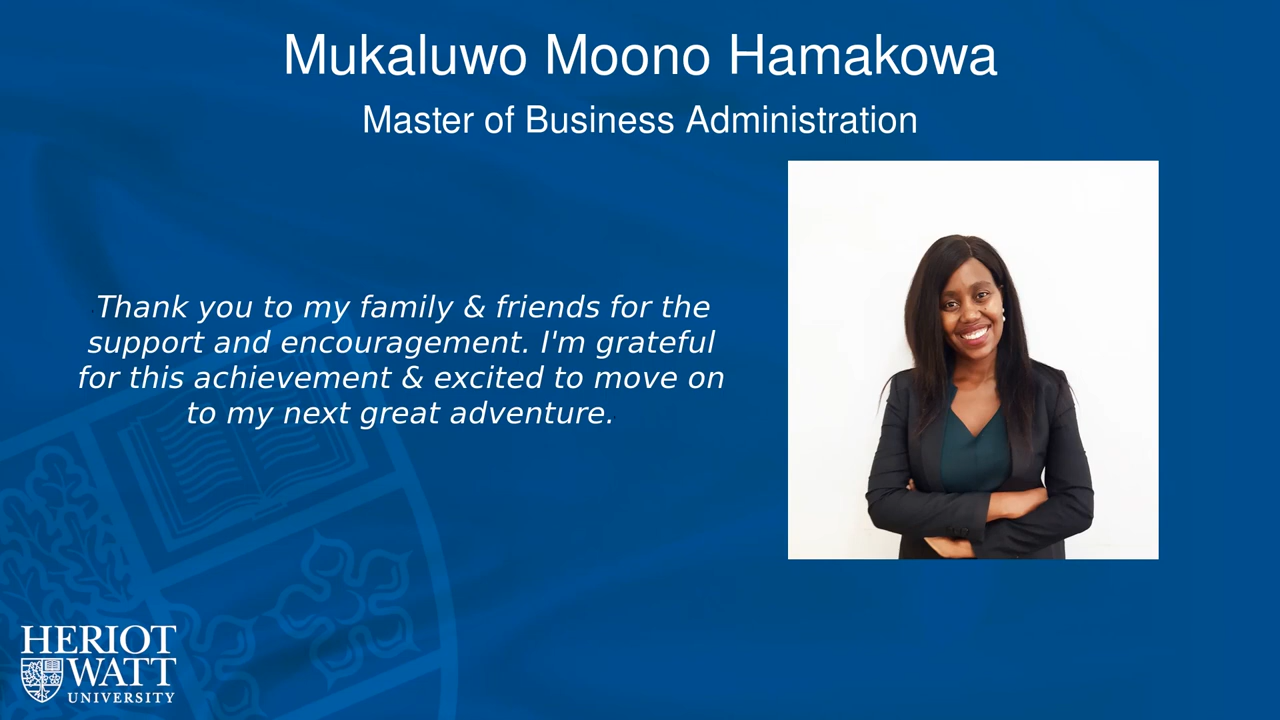 Mukaluwo Moono Hamakowa
Master of Business Administration
Thank you to my family & friends for the
support and encouragement. I'm grateful
for this achievement & excited to move on
to my next great adventure.
HERIOT
WATT
UNIVERSITY